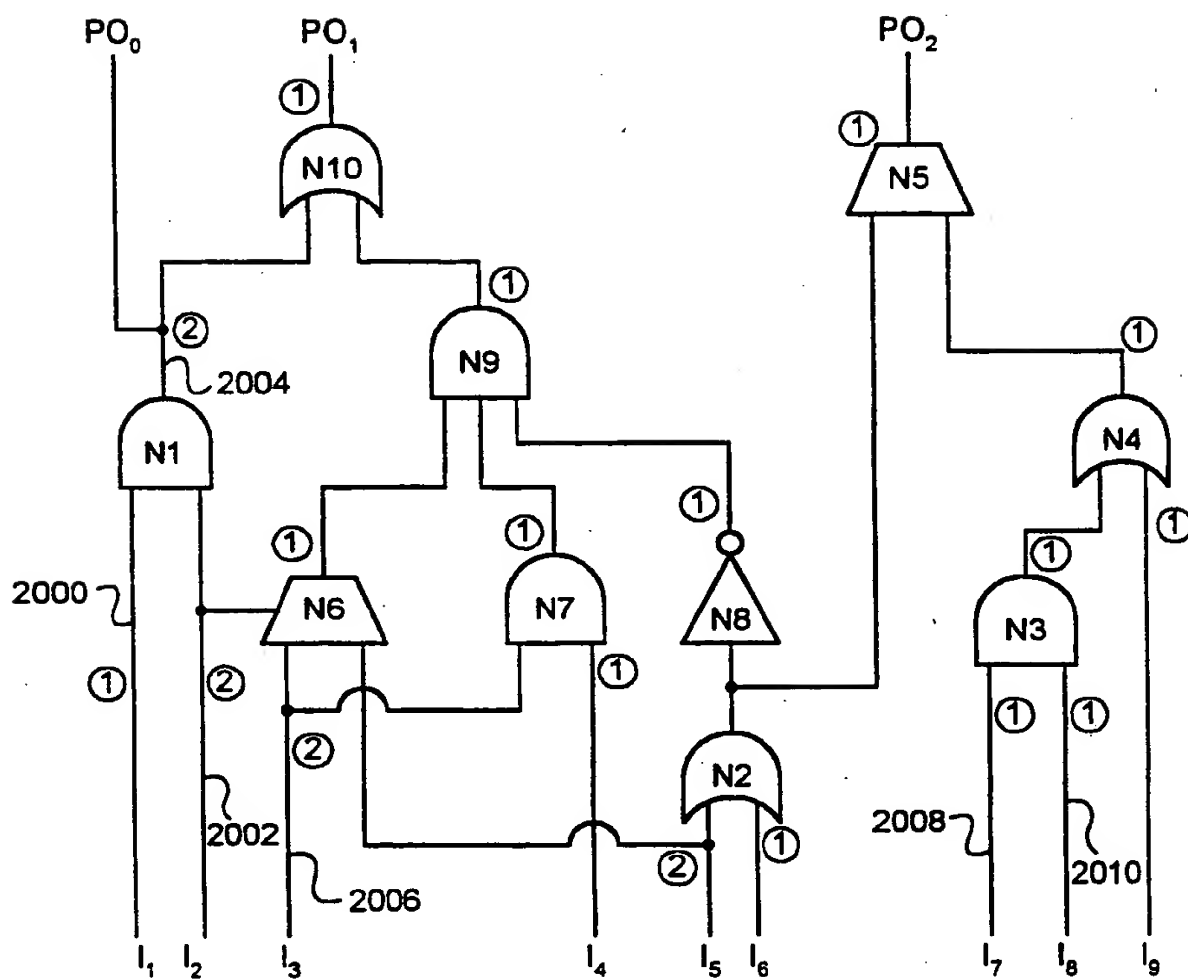 PO₀ PO₁ PO₂
① ①
N10 N5
① ①
②
N9
2004
N1 N4
① ① ① ①
2000 N6 N7 N8 N3
① ② ① ① ①
② N2
2002 ② ① 2008
2006 2010
I₁ I₂ I₃ I₄ I₅ I₆ I₇ I₈ I₉